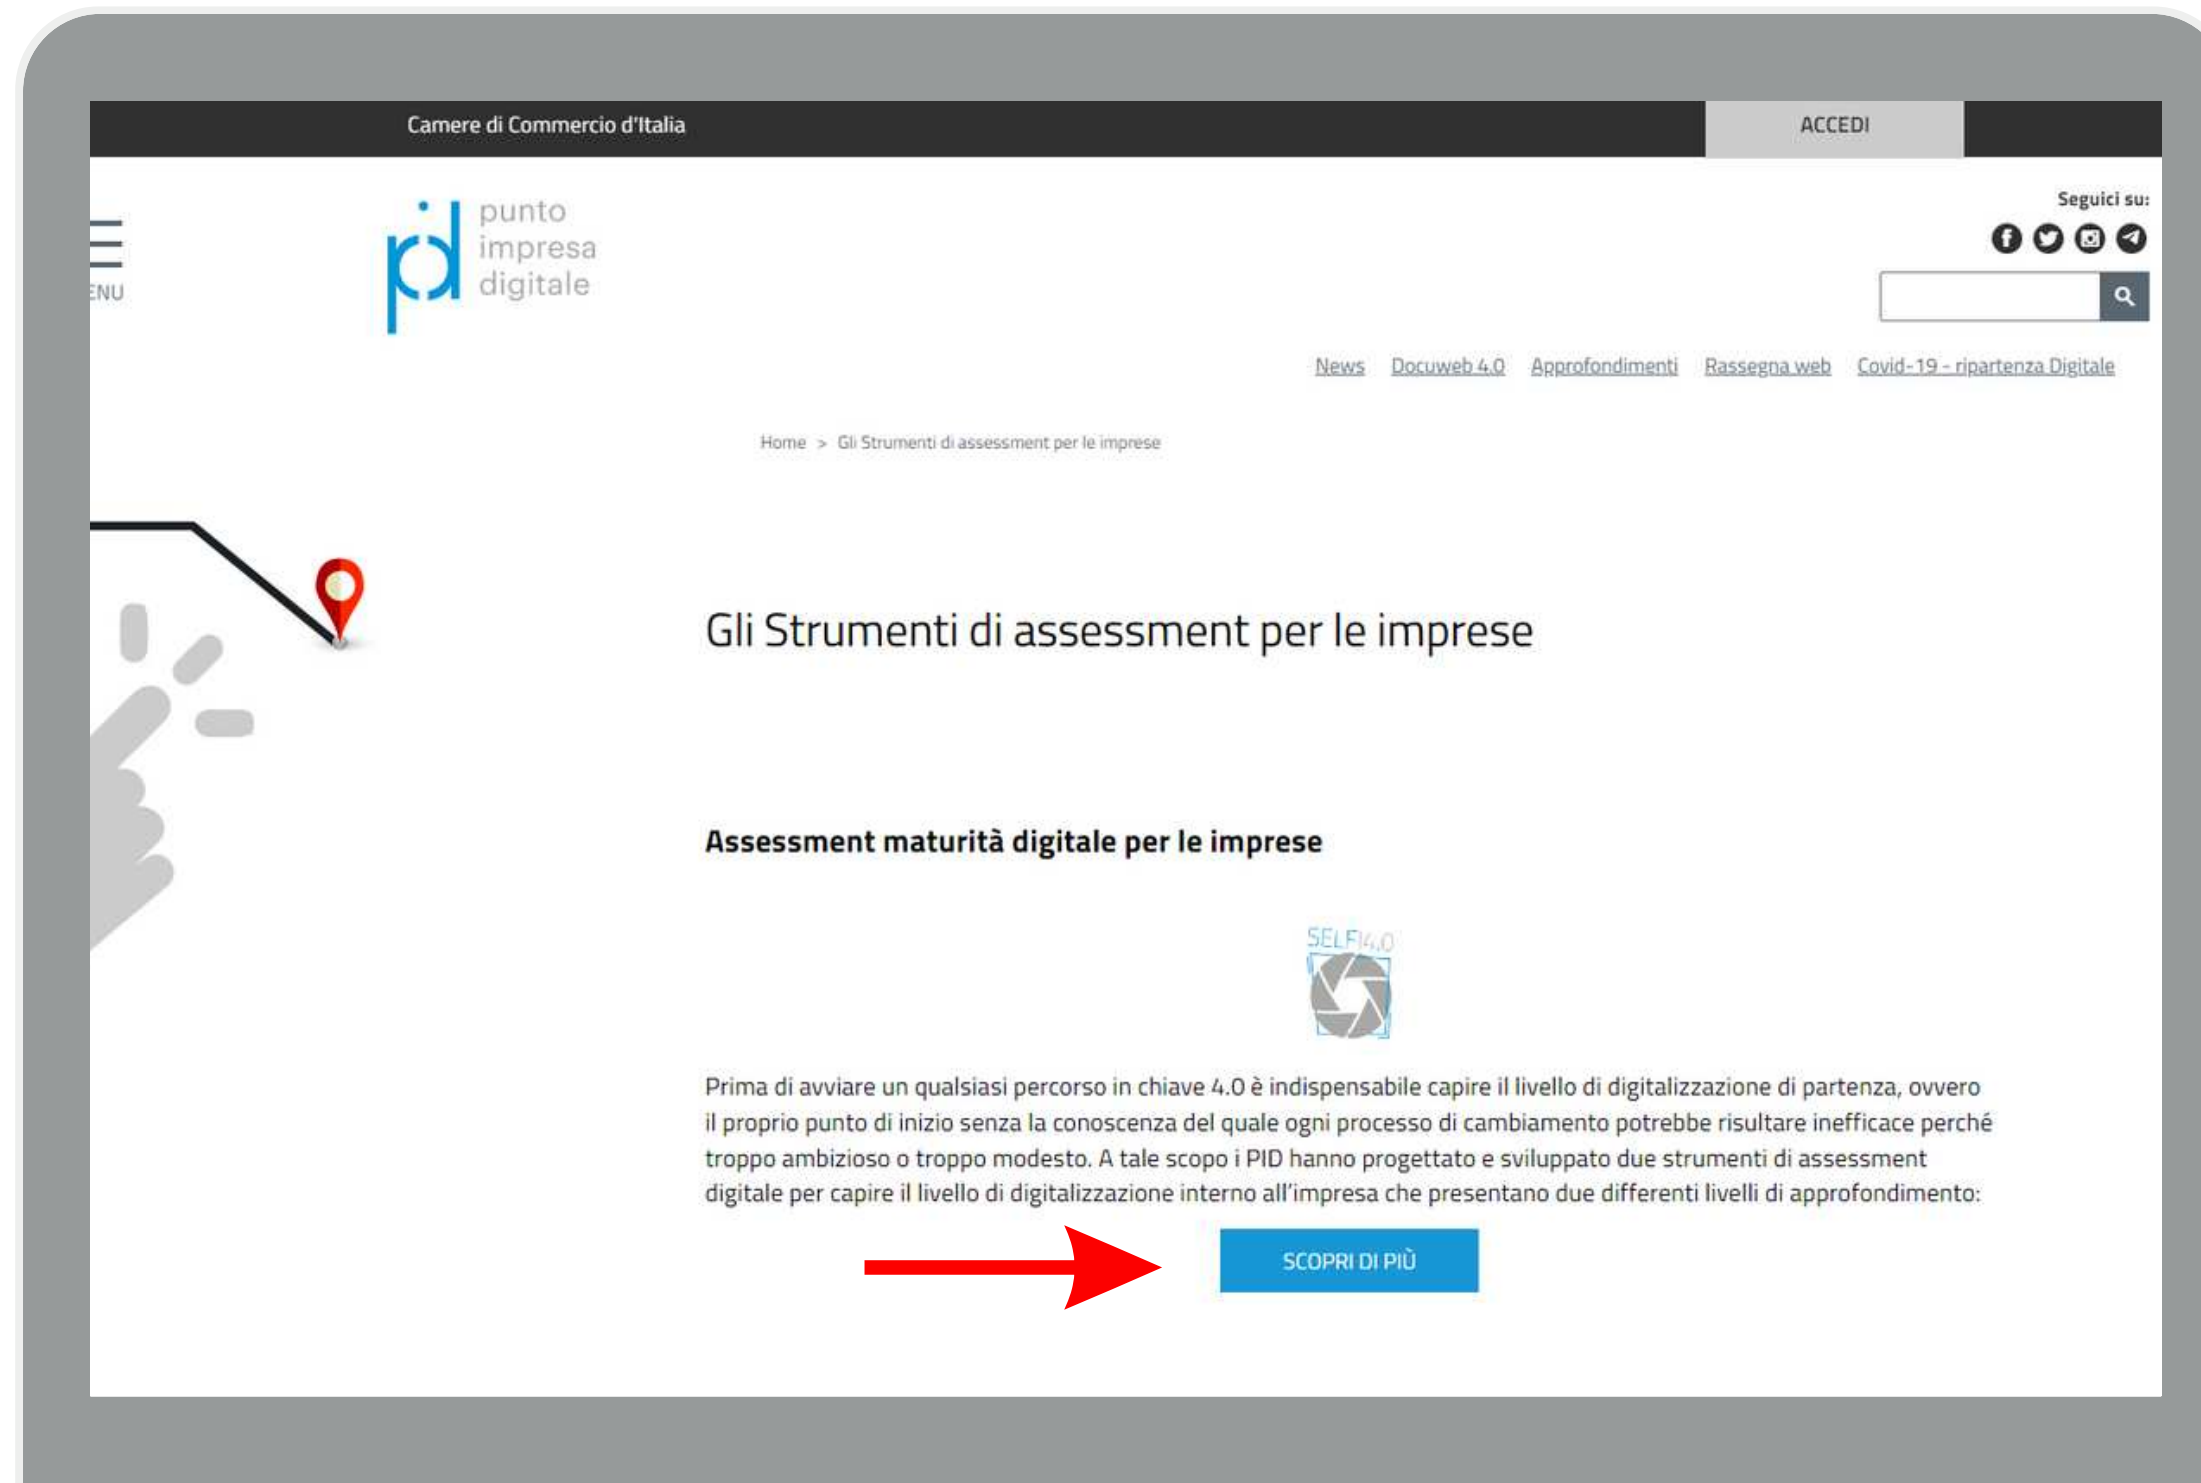 Camere di Commercio d'Italia
ACCEDI
punto
impresa
digitale
Seguici su:
ENU
News Docuweb 4.0 Approfondimenti Rassegna web Covid-19 - ripartenza Digitale
Home > Gli Strumenti di assessment per le imprese
Gli Strumenti di assessment per le imprese
Assessment maturità digitale per le imprese
SELFI4.0
Prima di avviare un qualsiasi percorso in chiave 4.0 è indispensabile capire il livello di digitalizzazione di partenza, ovvero
il proprio punto di inizio senza la conoscenza del quale ogni processo di cambiamento potrebbe risultare inefficace perché
troppo ambizioso o troppo modesto. A tale scopo i PID hanno progettato e sviluppato due strumenti di assessment
digitale per capire il livello di digitalizzazione interno all'impresa che presentano due differenti livelli di approfondimento:
SCOPRI DI PIÙ